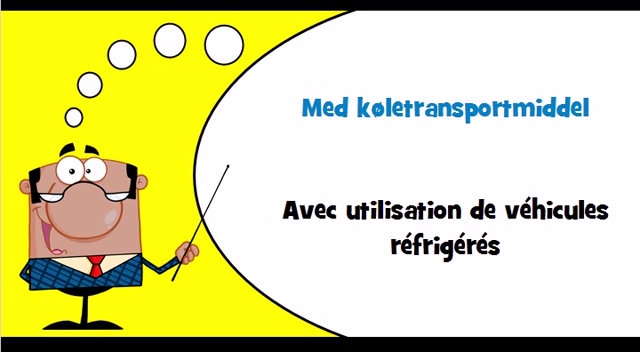 Med køletransportmiddel
Avec utilisation de véhicules
réfrigérés